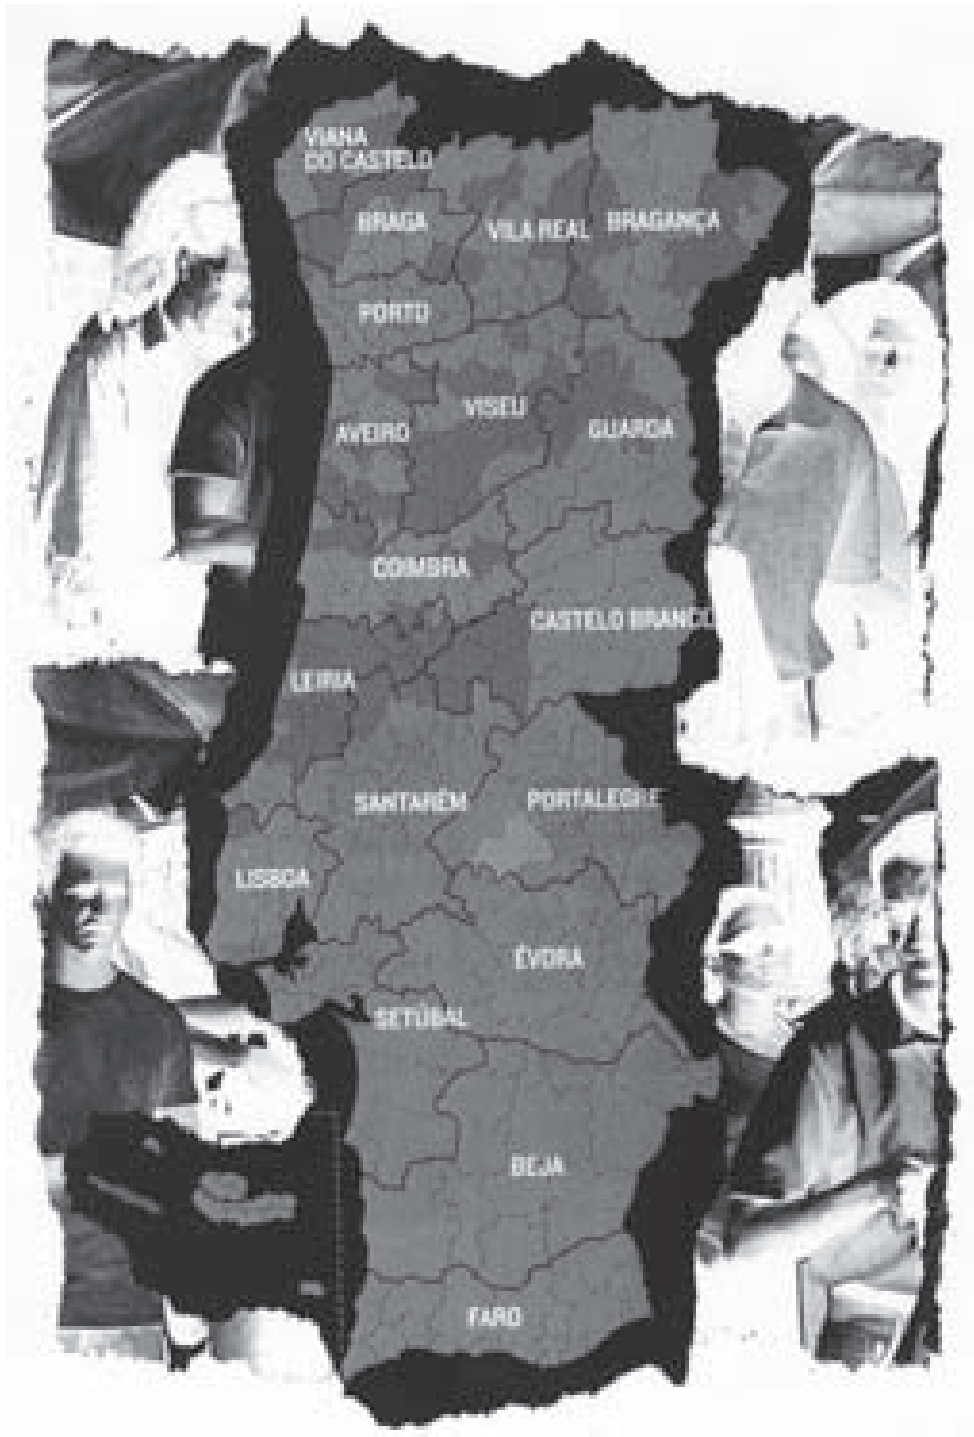 VIANA
DO CASTELO
BRAGA
VILA REAL
BRAGANÇA
PORTO
VISEU
AVEIRO
GUARDA
COIMBRA
CASTELO BRANCO
LEIRIA
SANTARÉM
PORTALEGRE
LISBOA
ÉVORA
SETÚBAL
BEJA
FARO